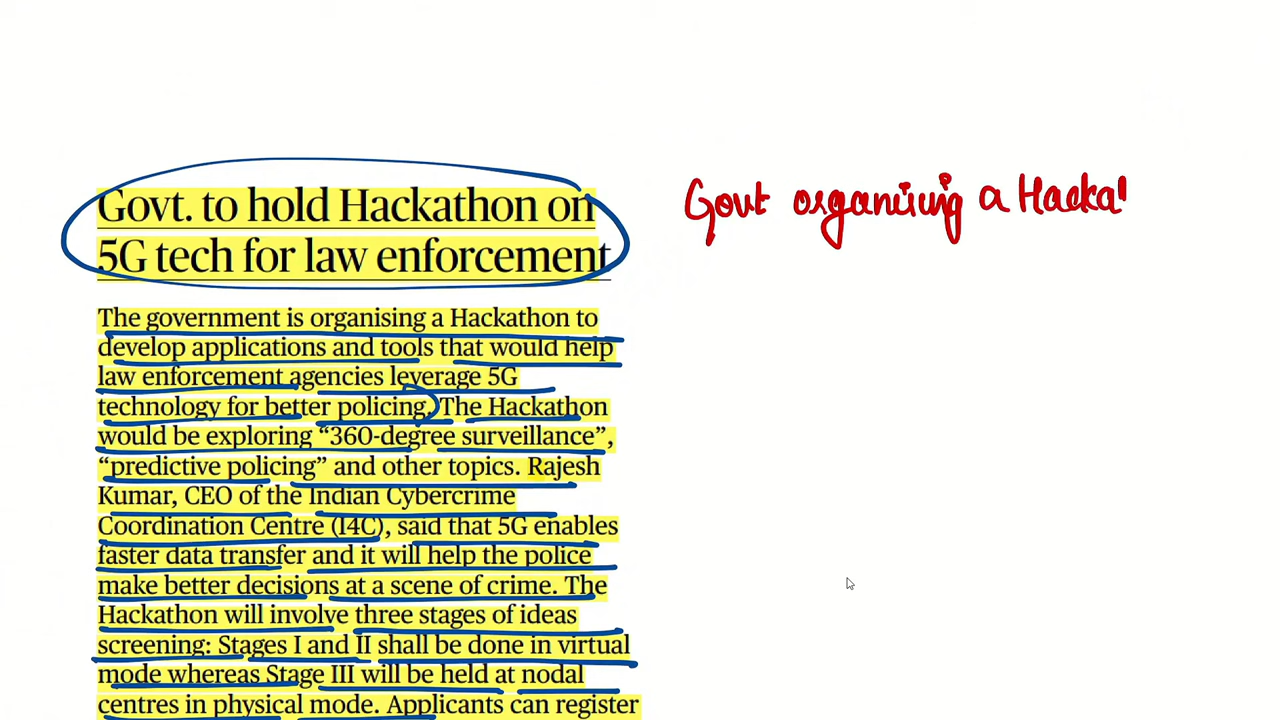 Govt. to hold Hackathon on
5G tech for law enforcement
The government is organising a Hackathon to
develop applications and tools that would help
law enforcement agencies leverage 5G
technology for better policing. The Hackathon
would be exploring “360-degree surveillance”,
“predictive policing” and other topics. Rajesh
Kumar, CEO of the Indian Cybercrime
Coordination Centre (I4C), said that 5G enables
faster data transfer and it will help the police
make better decisions at a scene of crime. The
Hackathon will involve three stages of ideas
screening: Stages I and II shall be done in virtual
mode whereas Stage III will be held at nodal
centres in physical mode. Applicants can register
Govt organising a Hacka